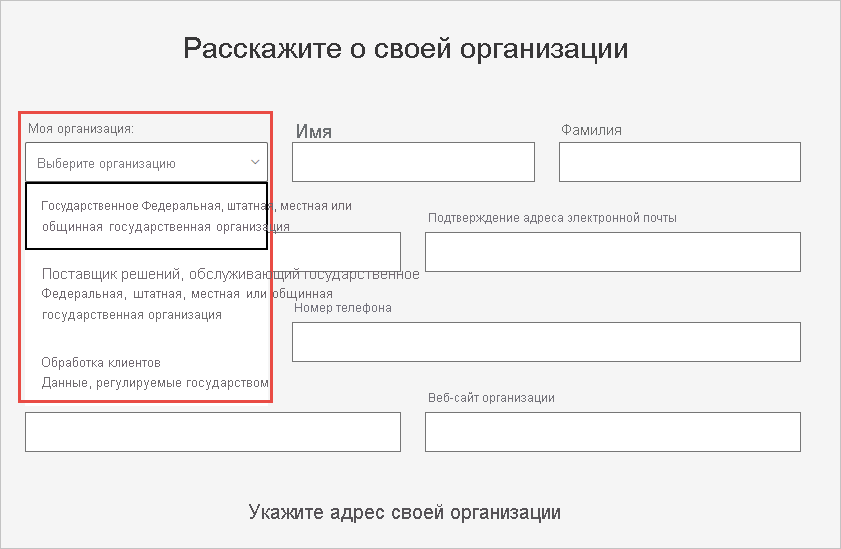 Расскажите о своей организации
Моя организация:
Имя
Фамилия
Выберите организацию
Государственное Федеральная, штатная, местная или
общинная государственная организация
Подтверждение адреса электронной почты
Поставщик решений, обслуживающий государственное
Федеральная, штатная, местная или общинная
государственная организация
Номер телефона
Обработка клиентов
Данные, регулируемые государством
Веб-сайт организации
Укажите адрес своей организации